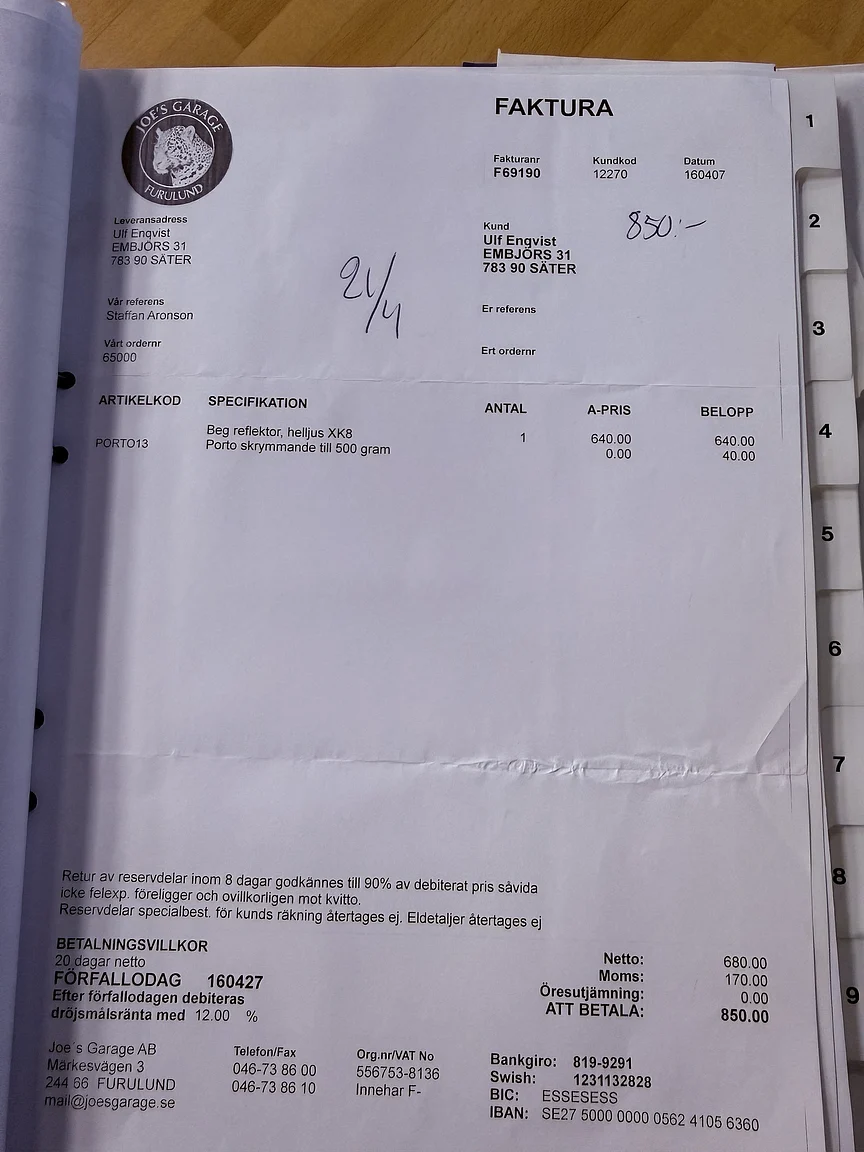 JOE'S GARAGE
FURULUND
FAKTURA
Fakturanr Kundkod Datum
F69190 12270 160407
Leveransadress
Ulf Enqvist
EMBJÖRS 31
783 90 SÄTER
Kund
Ulf Enqvist
EMBJÖRS 31
783 90 SÄTER
850:-
21/4
Vår referens
Staffan Aronson
Er referens
Vårt ordernr
65000
Ert ordernr
ARTIKELKOD SPECIFIKATION ANTAL A-PRIS BELOPP
Beg reflektor, helljus XK8 1 640.00 640.00
PORTO13 Porto skrymmande till 500 gram 0.00 40.00
Retur av reservdelar inom 8 dagar godkännes till 90% av debiterat pris såvida
icke felexp. föreligger och ovillkorligen mot kvitto.
Reservdelar specialbest. för kunds räkning återtages ej. Eldetaljer återtages ej
BETALNINGSVILLKOR
20 dagar netto
FÖRFALLODAG 160427
Efter förfallodagen debiteras
dröjsmålsränta med 12.00 %
Netto: 680.00
Moms: 170.00
Öresutjämning: 0.00
ATT BETALA: 850.00
Joe´s Garage AB
Märkesvägen 3
244 66 FURULUND
mail@joesgarage.se
Telefon/Fax
046-73 86 00
046-73 86 10
Org.nr/VAT No
556753-8136
Innehar F-
Bankgiro: 819-9291
Swish: 1231132828
BIC: ESSESESS
IBAN: SE27 5000 0000 0562 4105 6360
1
2
3
4
5
6
7
8
9